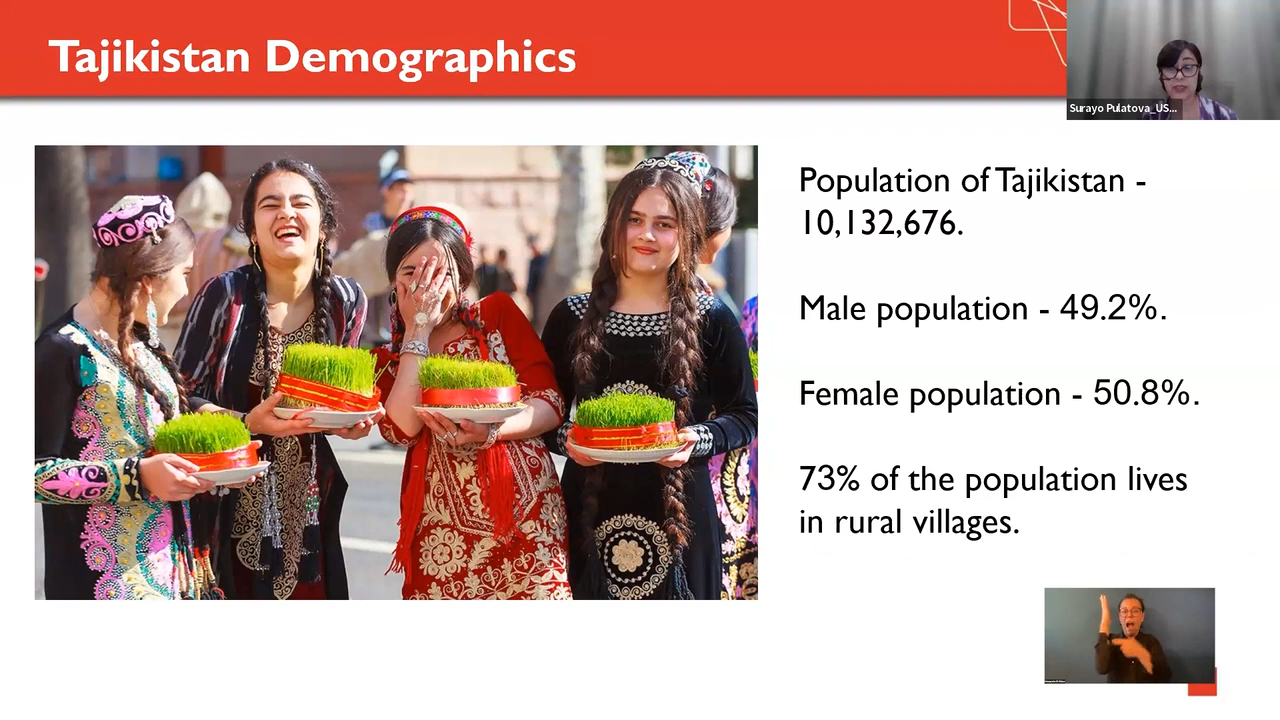 Tajikistan Demographics
Surayo Pulatova_US...
Population of Tajikistan -
10,132,676.
Male population - 49.2%.
Female population - 50.8%.
73% of the population lives
in rural villages.